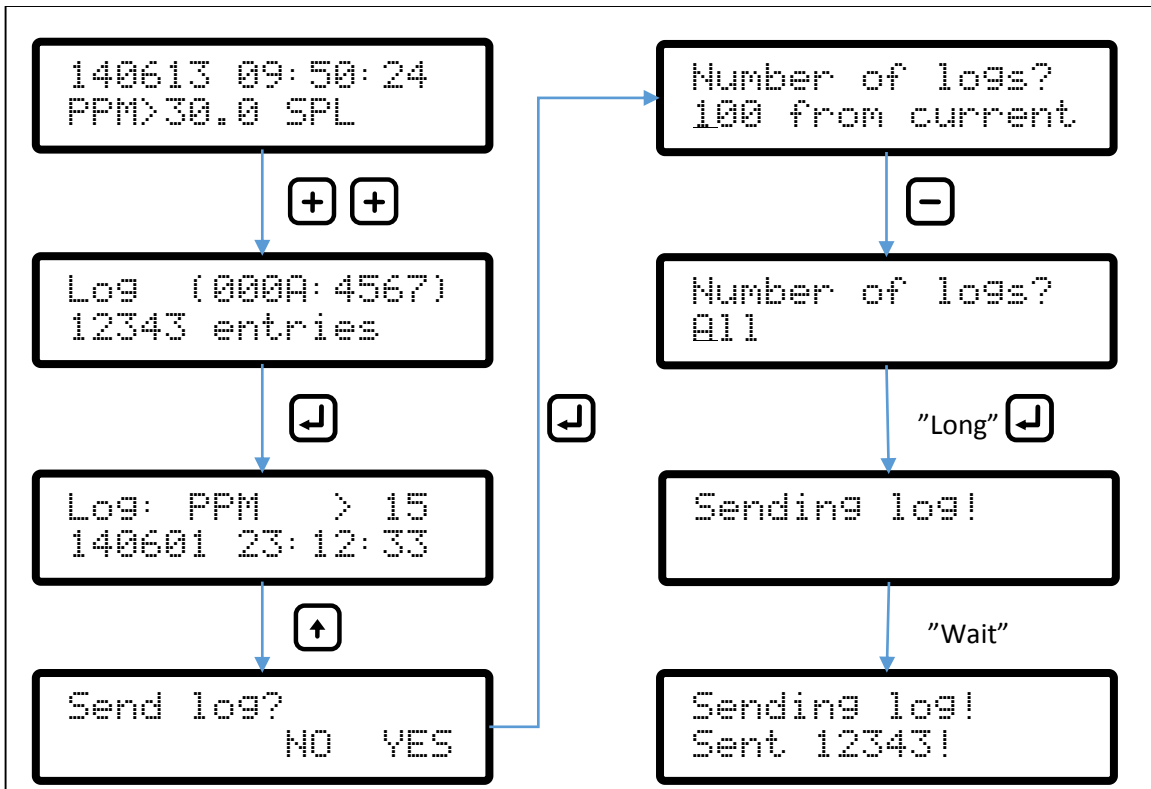 140613 09:50:24
PPM>30.0 SPL
Log (000A:4567)
12343 entries
Log: PPM > 15
140601 23:12:33
Send log?
NO YES
Number of logs?
100 from current
Number of logs?
All
”Long”
Sending log!
”Wait”
Sending log!
Sent 12343!